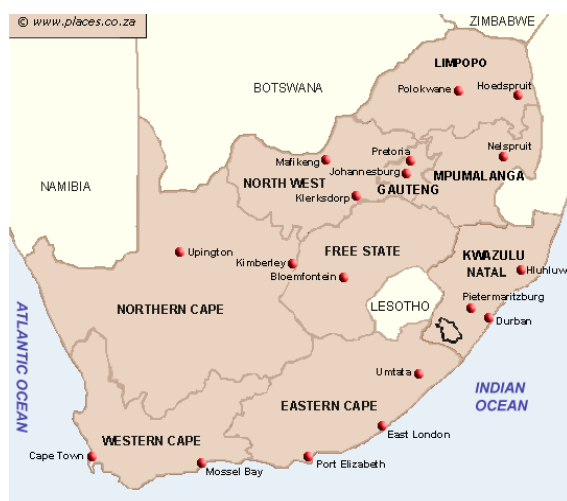 © www.places.co.za
ZIMBABWE
LIMPOPO
BOTSWANA
Polokwane
Hoedspruit
Nelspruit
Pretoria
Mafikeng
Johannesburg
MPUMALANGA
NAMIBIA
NORTH WEST
GAUTENG
Klerksdorp
Upington
Kimberley
FREE STATE
KWAZULU
NATAL
Bloemfontein
Hluhluw
NORTHERN CAPE
LESOTHO
Pietermaritzburg
Durban
ATLANTIC OCEAN
Umtata
INDIAN
OCEAN
EASTERN CAPE
East London
WESTERN CAPE
Cape Town
Mossel Bay
Port Elizabeth